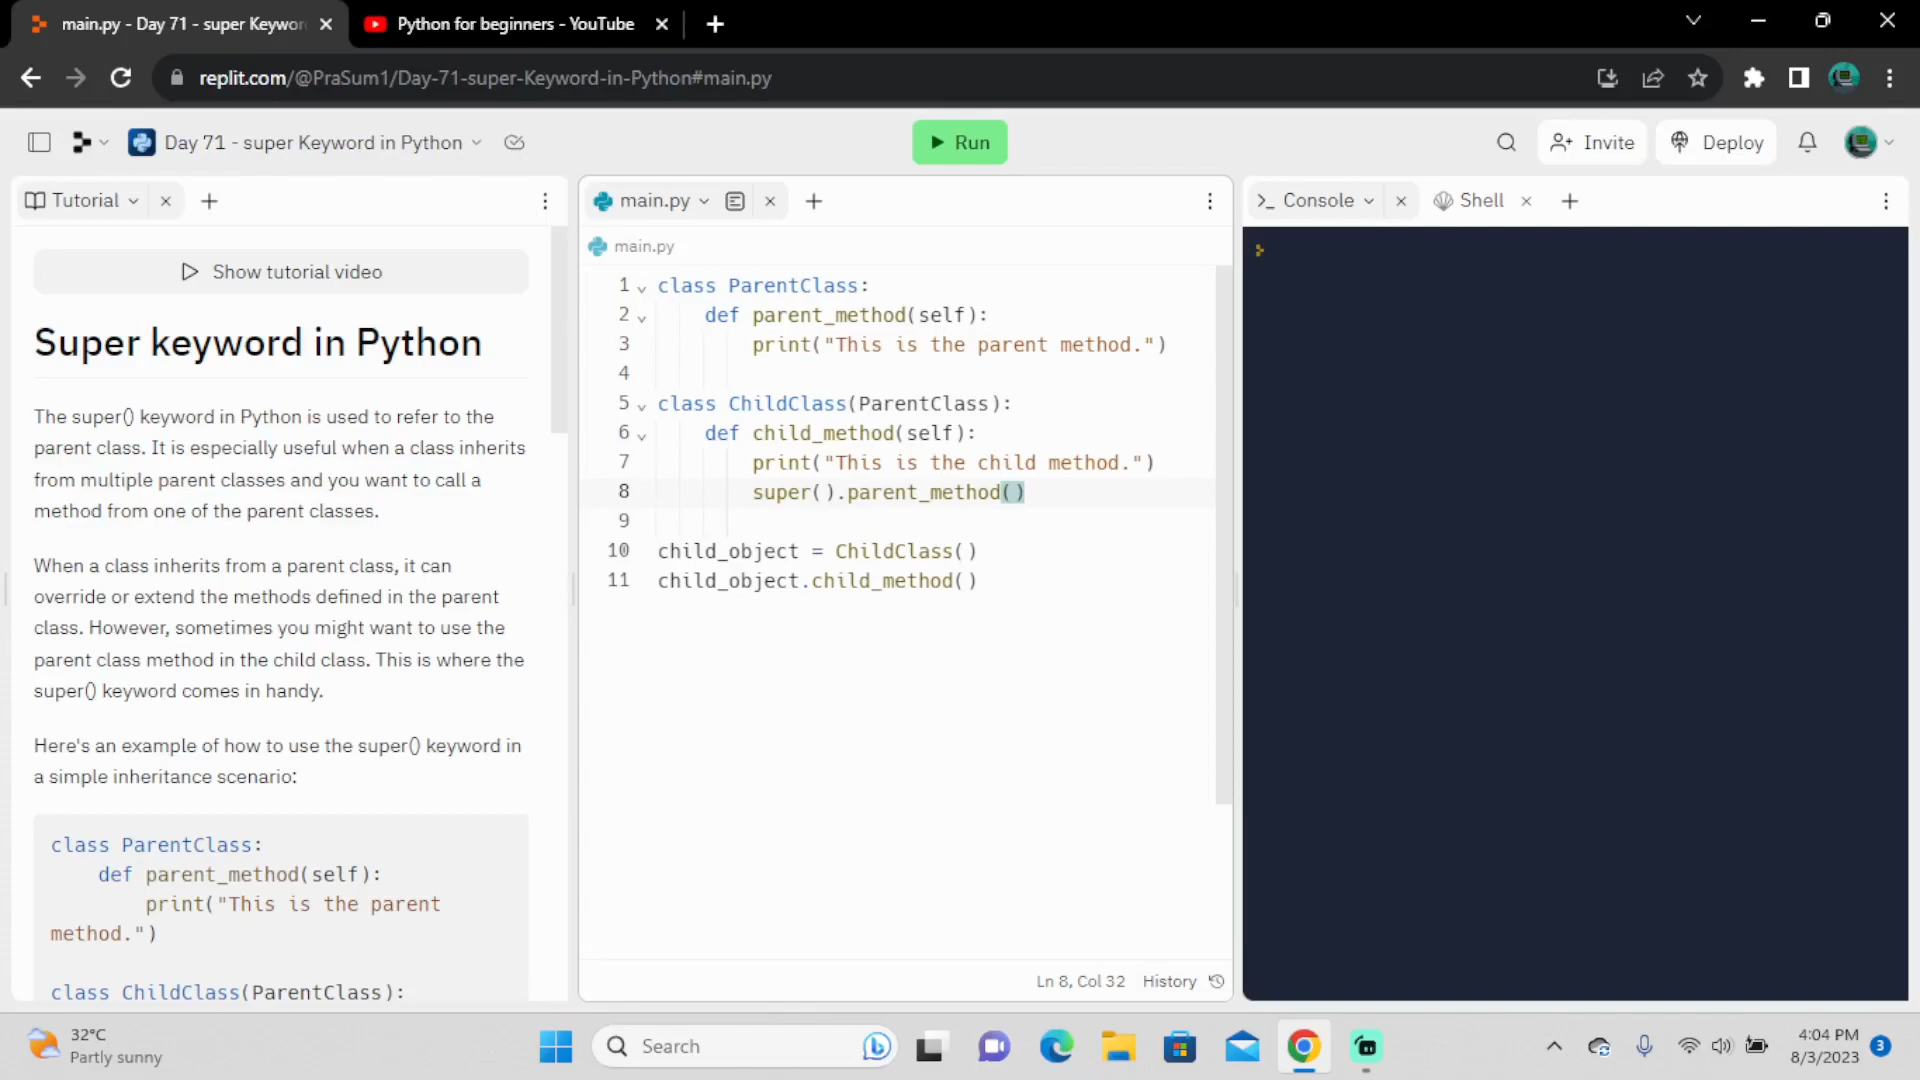 main.py - Day 71 - super Keywor
Python for beginners - YouTube
replit.com/@PraSum1/Day-71-super-Keyword-in-Python#main.py
Day 71 - super Keyword in Python
Run
Invite
Deploy
Tutorial
Show tutorial video
Super keyword in Python
The super() keyword in Python is used to refer to the
parent class. It is especially useful when a class inherits
from multiple parent classes and you want to call a
method from one of the parent classes.
When a class inherits from a parent class, it can
override or extend the methods defined in the parent
class. However, sometimes you might want to use the
parent class method in the child class. This is where the
super() keyword comes in handy.
Here's an example of how to use the super() keyword in
a simple inheritance scenario:
class ParentClass:
    def parent_method(self):
        print("This is the parent
method.")
class ChildClass(ParentClass):
main.py
main.py
1 class ParentClass:
2     def parent_method(self):
3         print("This is the parent method.")
4
5 class ChildClass(ParentClass):
6     def child_method(self):
7         print("This is the child method.")
8         super().parent_method()
9
10 child_object = ChildClass()
11 child_object.child_method()
Ln 8, Col 32 History
Console
Shell
32°C
Partly sunny
Search
4:04 PM
8/3/2023
3